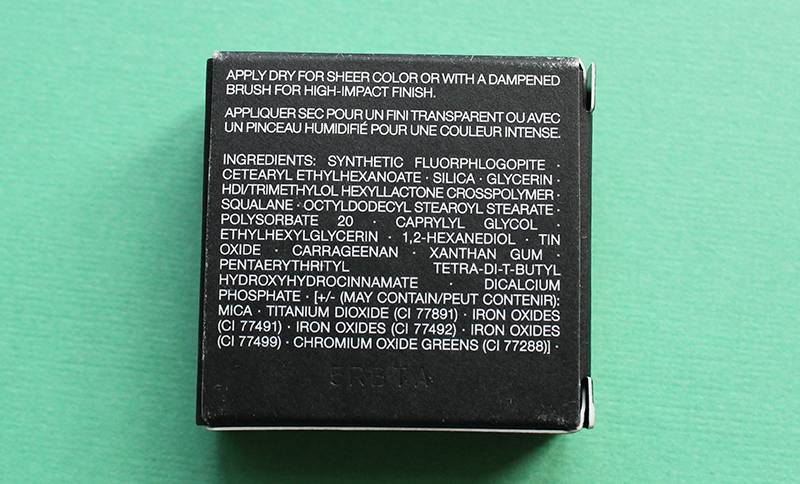 APPLY DRY FOR SHEER COLOR OR WITH A DAMPENED
BRUSH FOR HIGH-IMPACT FINISH.
APPLIQUER SEC POUR UN FINI TRANSPARENT OU AVEC
UN PINCEAU HUMIDIFIÉ POUR UNE COULEUR INTENSE.
INGREDIENTS: SYNTHETIC FLUORPHLOGOPITE ·
CETEARYL ETHYLHEXANOATE · SILICA · GLYCERIN ·
HDI/TRIMETHYLOL HEXYLLACTONE CROSSPOLYMER ·
SQUALANE · OCTYLDODECYL STEAROYL STEARATE ·
POLYSORBATE 20 · CAPRYLYL GLYCOL ·
ETHYLHEXYLGLYCERIN · 1,2-HEXANEDIOL · TIN
OXIDE · CARRAGEENAN · XANTHAN GUM ·
PENTAERYTHRITYL TETRA-DI-T-BUTYL
HYDROXYHYDROCINNAMATE · DICALCIUM
PHOSPHATE · [+/- (MAY CONTAIN/PEUT CONTENIR):
MICA · TITANIUM DIOXIDE (CI 77891) · IRON OXIDES
(CI 77491) · IRON OXIDES (CI 77492) · IRON OXIDES
(CI 77499) · CHROMIUM OXIDE GREENS (CI 77288)] ·
5RBTA